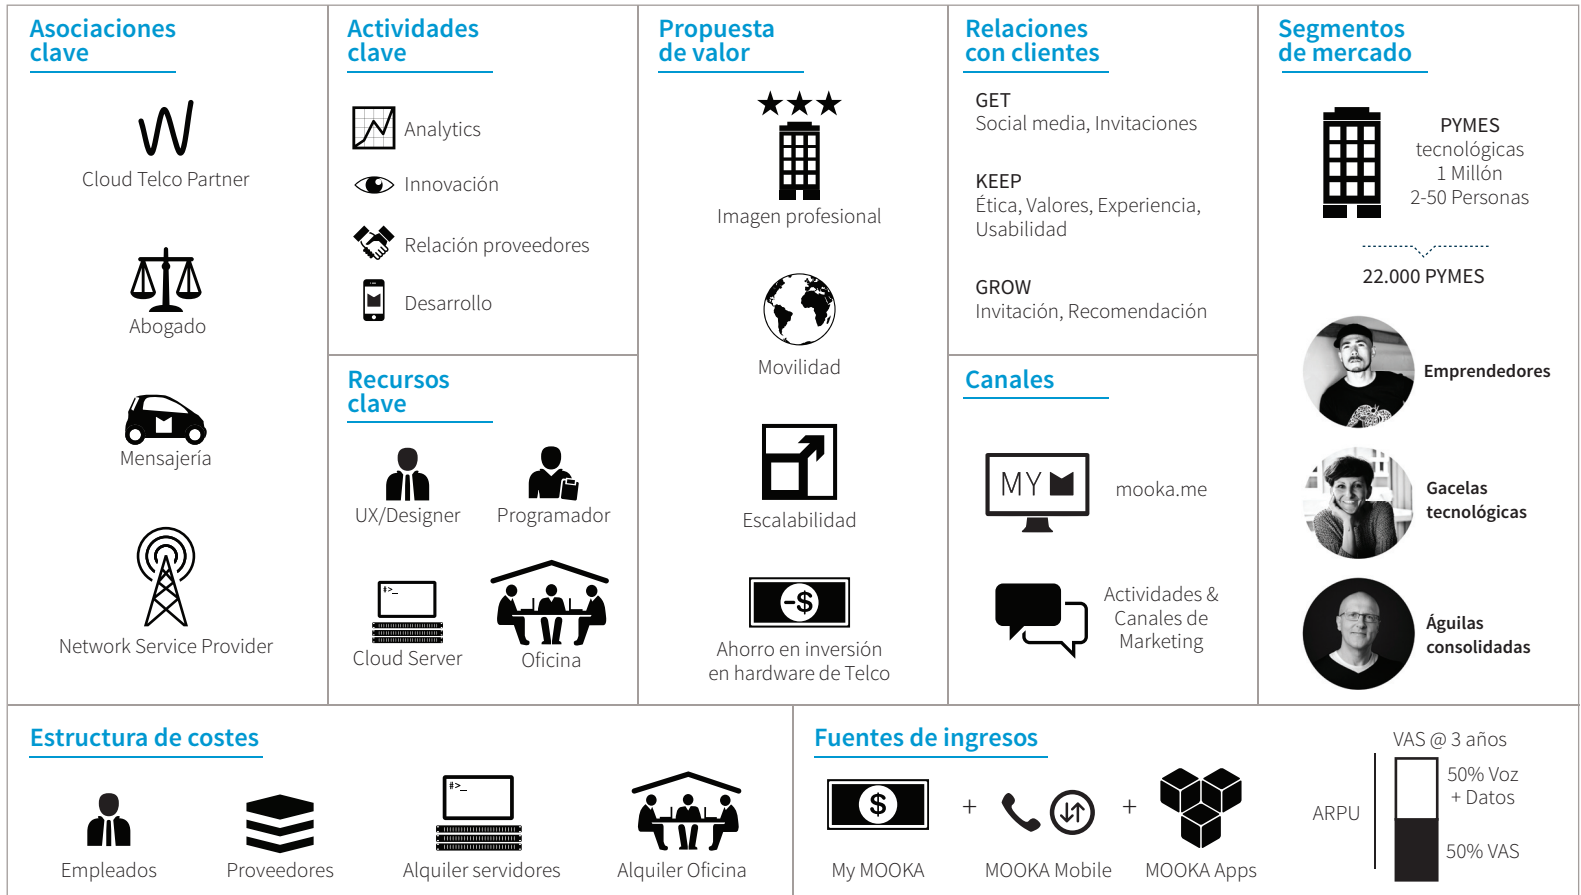 Asociaciones
clave
Cloud Telco Partner
Abogado
Mensajería
Network Service Provider
Actividades
clave
Analytics
Innovación
Relación proveedores
Desarrollo
Recursos
clave
UX/Designer
Programador
#>_
Cloud Server
Oficina
Propuesta
de valor
Imagen profesional
Movilidad
Escalabilidad
-$
Ahorro en inversión
en hardware de Telco
Relaciones
con clientes
GET
Social media, Invitaciones
KEEP
Ética, Valores, Experiencia,
Usabilidad
GROW
Invitación, Recomendación
Canales
MY
mooka.me
Actividades &
Canales de
Marketing
Segmentos
de mercado
PYMES
tecnológicas
1 Millón
2-50 Personas
22.000 PYMES
Emprendedores
Gacelas
tecnológicas
Águilas
consolidadas
Estructura de costes
Empleados
Proveedores
#>_
Alquiler servidores
Alquiler Oficina
Fuentes de ingresos
$
My MOOKA
+
MOOKA Mobile
+
MOOKA Apps
VAS @ 3 años
ARPU
50% Voz
+ Datos
50% VAS